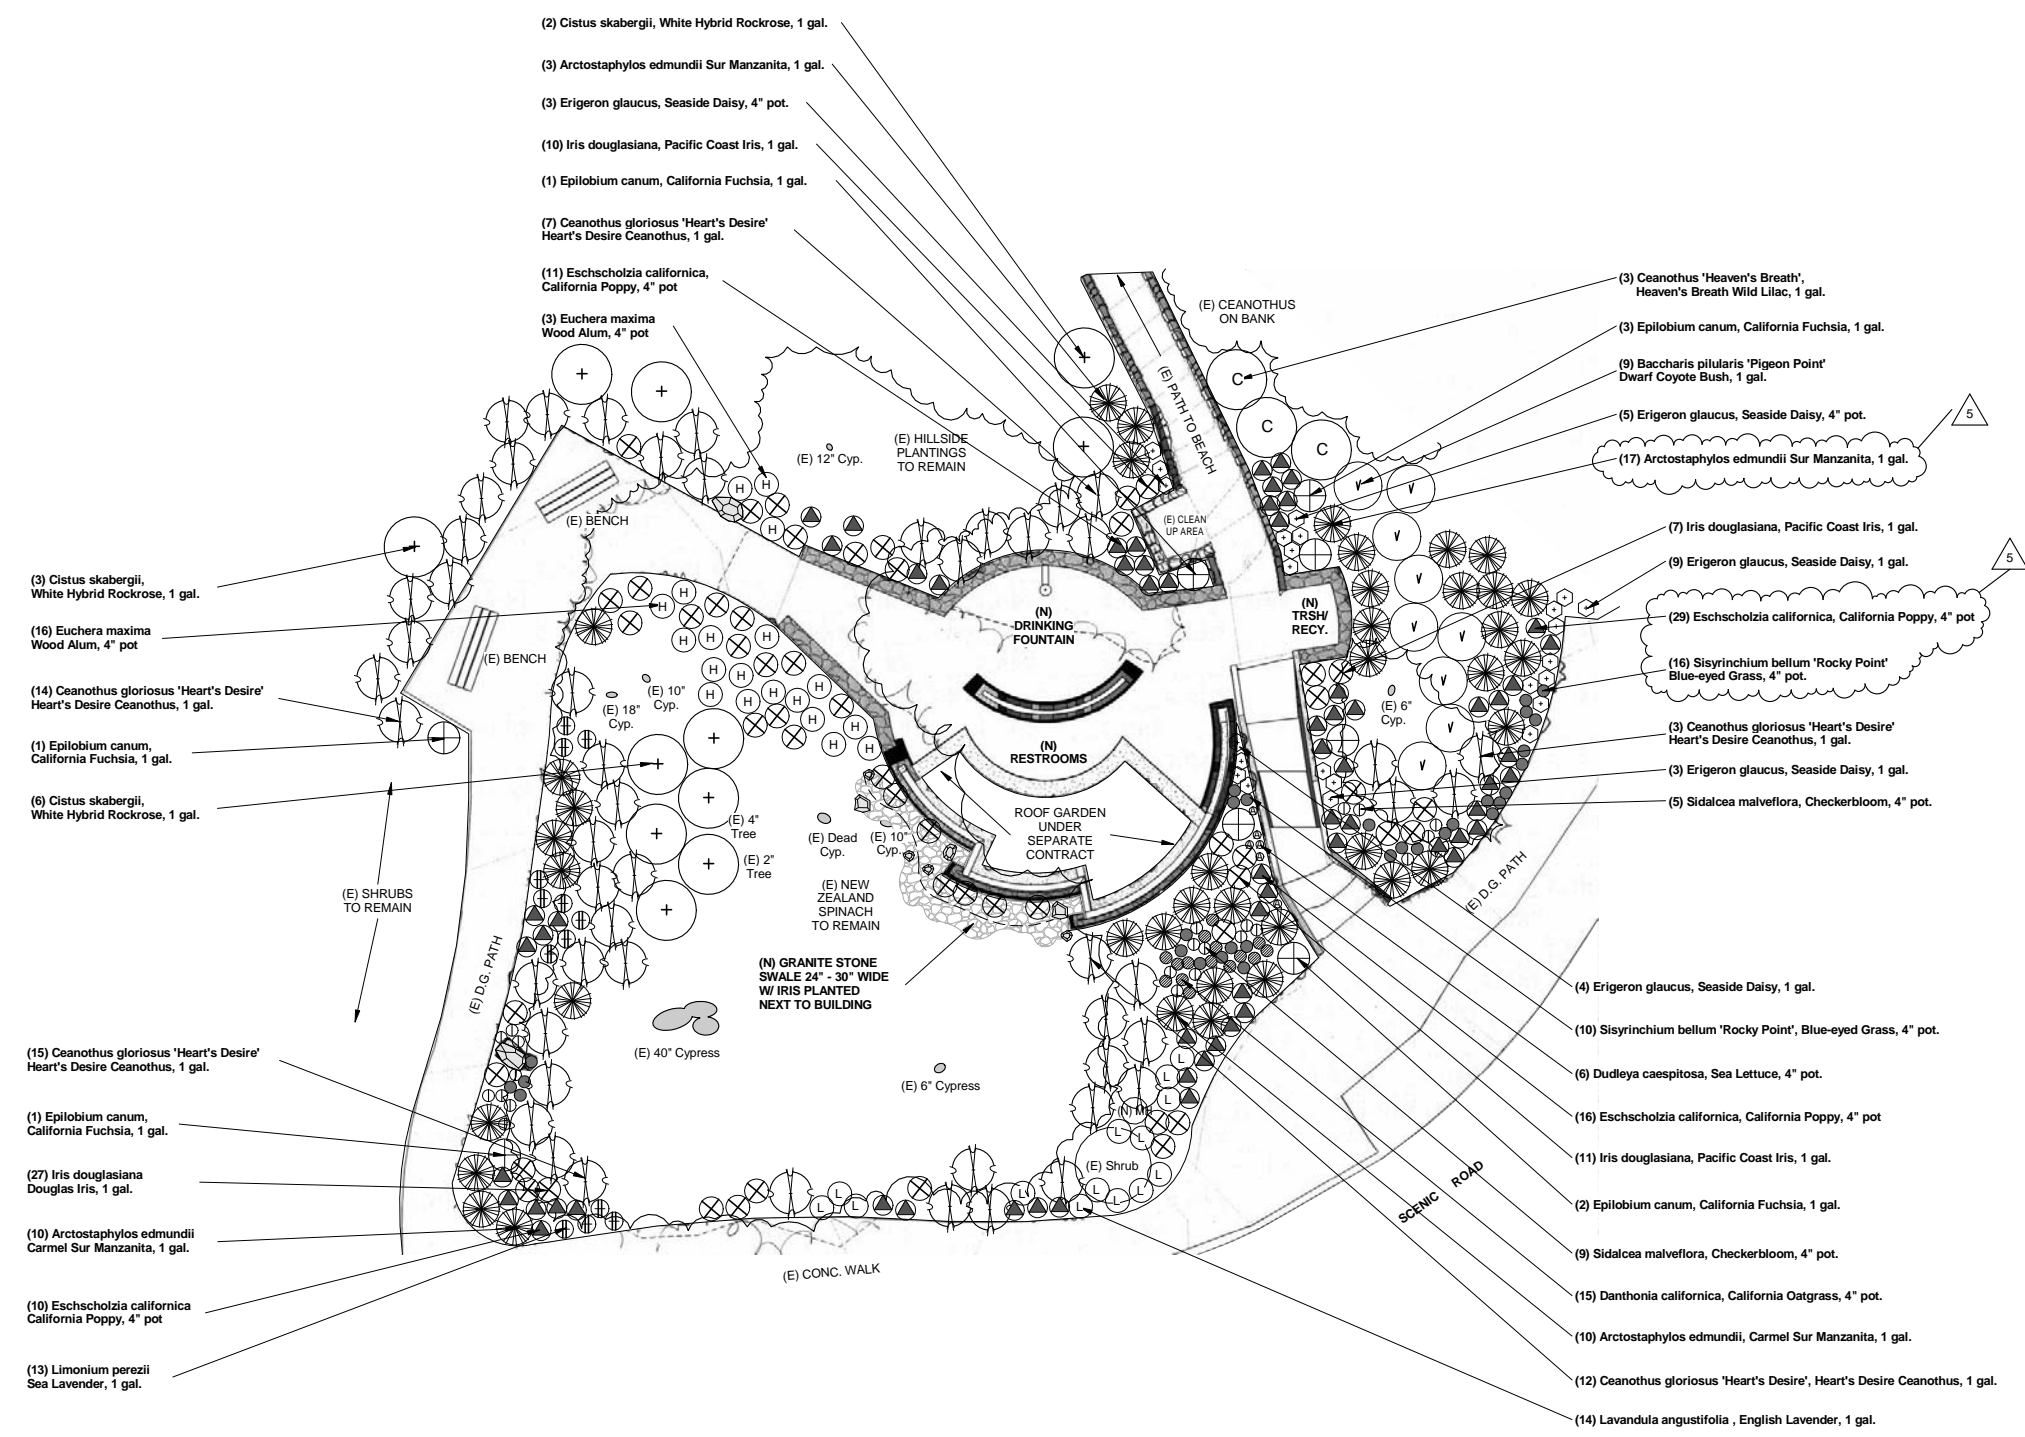 (2) Cistus skabergii, White Hybrid Rockrose, 1 gal.
(3) Arctostaphylos edmundii Sur Manzanita, 1 gal.
(3) Erigeron glaucus, Seaside Daisy, 4" pot.
(10) Iris douglasiana, Pacific Coast Iris, 1 gal.
(1) Epilobium canum, California Fuchsia, 1 gal.
(7) Ceanothus gloriosus 'Heart's Desire'
Heart's Desire Ceanothus, 1 gal.
(11) Eschscholzia californica,
California Poppy, 4" pot
(3) Euchera maxima
Wood Alum, 4" pot
(3) Cistus skabergii,
White Hybrid Rockrose, 1 gal.
(16) Euchera maxima
Wood Alum, 4" pot
(14) Ceanothus gloriosus 'Heart's Desire'
Heart's Desire Ceanothus, 1 gal.
(1) Epilobium canum,
California Fuchsia, 1 gal.
(6) Cistus skabergii,
White Hybrid Rockrose, 1 gal.
(15) Ceanothus gloriosus 'Heart's Desire'
Heart's Desire Ceanothus, 1 gal.
(1) Epilobium canum,
California Fuchsia, 1 gal.
(27) Iris douglasiana
Douglas Iris, 1 gal.
(10) Arctostaphylos edmundii
Carmel Sur Manzanita, 1 gal.
(10) Eschscholzia californica
California Poppy, 4" pot
(13) Limonium perezii
Sea Lavender, 1 gal.
(E) CEANOTHUS
ON BANK
(E) PATH TO BEACH
(E) HILLSIDE
PLANTINGS
TO REMAIN
(E) 12" Cyp.
(E) BENCH
(E) BENCH
(E) CLEAN
UP AREA
(N)
DRINKING
FOUNTAIN
(N)
TRSH/
RECY.
(E) 10"
Cyp.
(E) 18"
Cyp.
(E) 6"
Cyp.
(N)
RESTROOMS
ROOF GARDEN
UNDER
SEPARATE
CONTRACT
(E) 4"
Tree
(E) 2"
Tree
(E) Dead
Cyp.
(E) 10"
Cyp.
(E) NEW
ZEALAND
SPINACH
TO REMAIN
(N) GRANITE STONE
SWALE 24" - 30" WIDE
W/ IRIS PLANTED
NEXT TO BUILDING
(E) SHRUBS
TO REMAIN
(E) D.G. PATH
(E) D.G. PATH
(E) 40" Cypress
(E) 6" Cypress
(N) MH
(E) Shrub
(E) CONC. WALK
SCENIC ROAD
(3) Ceanothus 'Heaven's Breath',
Heaven's Breath Wild Lilac, 1 gal.
(3) Epilobium canum, California Fuchsia, 1 gal.
(9) Baccharis pilularis 'Pigeon Point'
Dwarf Coyote Bush, 1 gal.
(5) Erigeron glaucus, Seaside Daisy, 4" pot.
5
(17) Arctostaphylos edmundii Sur Manzanita, 1 gal.
(7) Iris douglasiana, Pacific Coast Iris, 1 gal.
(9) Erigeron glaucus, Seaside Daisy, 1 gal.
5
(29) Eschscholzia californica, California Poppy, 4" pot
(16) Sisyrinchium bellum 'Rocky Point'
Blue-eyed Grass, 4" pot.
(3) Ceanothus gloriosus 'Heart's Desire'
Heart's Desire Ceanothus, 1 gal.
(3) Erigeron glaucus, Seaside Daisy, 1 gal.
(5) Sidalcea malveflora, Checkerbloom, 4" pot.
(4) Erigeron glaucus, Seaside Daisy, 1 gal.
(10) Sisyrinchium bellum 'Rocky Point', Blue-eyed Grass, 4" pot.
(6) Dudleya caespitosa, Sea Lettuce, 4" pot.
(16) Eschscholzia californica, California Poppy, 4" pot
(11) Iris douglasiana, Pacific Coast Iris, 1 gal.
(2) Epilobium canum, California Fuchsia, 1 gal.
(9) Sidalcea malveflora, Checkerbloom, 4" pot.
(15) Danthonia californica, California Oatgrass, 4" pot.
(10) Arctostaphylos edmundii, Carmel Sur Manzanita, 1 gal.
(12) Ceanothus gloriosus 'Heart's Desire', Heart's Desire Ceanothus, 1 gal.
(14) Lavandula angustifolia , English Lavender, 1 gal.